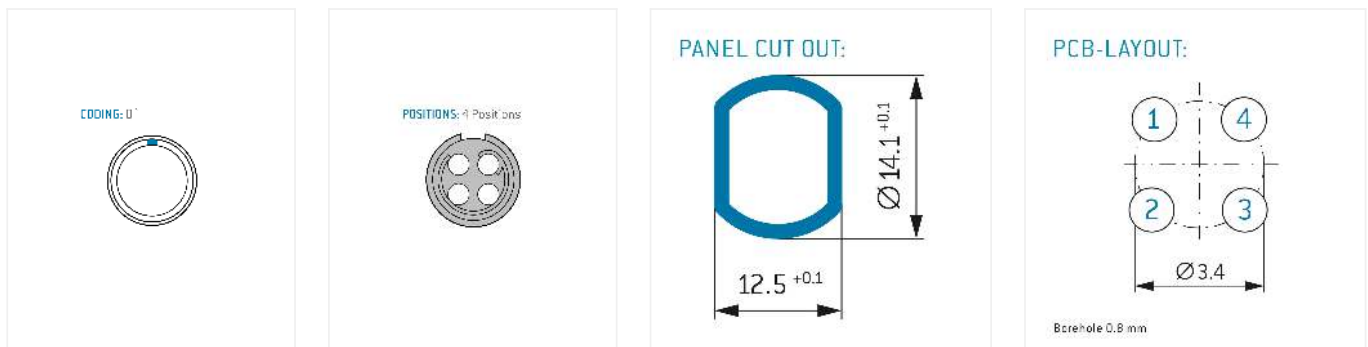 CODING: 0°
POSITIONS: 4 Positions
PANEL CUT OUT:
Ø 14.1 +0.1
12.5 +0.1
PCB-LAYOUT:
1 4
2 3
Ø 3.4
Borehole 0.8 mm